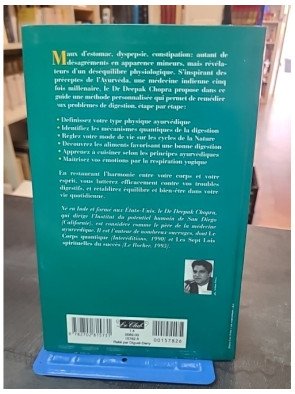 Maux d'estomac, dyspepsie, constipation: autant de
désagréments en apparence mineurs, mais révéla-
teurs d'un déséquilibre physiologique. S'inspirant des
préceptes de l'Ayurvéda, une médecine indienne cinq
fois millénaire, le Dr Deepak Chopra propose dans ce
guide une méthode personnalisée qui permet de remédier
aux problèmes de digestion, étape par étape :
• Définissez votre type physique ayurvédique
• Identifiez les mécanismes quantiques de la digestion
• Réglez votre mode de vie sur les cycles de la Nature
• Découvrez les aliments favorisant une bonne digestion
• Apprenez à cuisiner selon les principes ayurvédiques
• Maîtrisez vos émotions par la respiration yogique
En restaurant l'harmonie entre votre corps et votre
esprit, vous lutterez efficacement contre vos troubles
digestifs, et rétablirez équilibre et bien-être dans votre
vie quotidienne.
Né en Inde et formé aux États-Unis, le Dr Deepak Chopra,
qui dirige l'Institut du potentiel humain de San Diego
(Californie), est considéré comme le père de la médecine
ayurvédique. Il est l'auteur de nombreux ouvrages, dont Le
Corps quantique (Interéditions, 1990) et Les Sept Lois
spirituelles du succès (Le Rocher, 1995).
Le Club
00157826